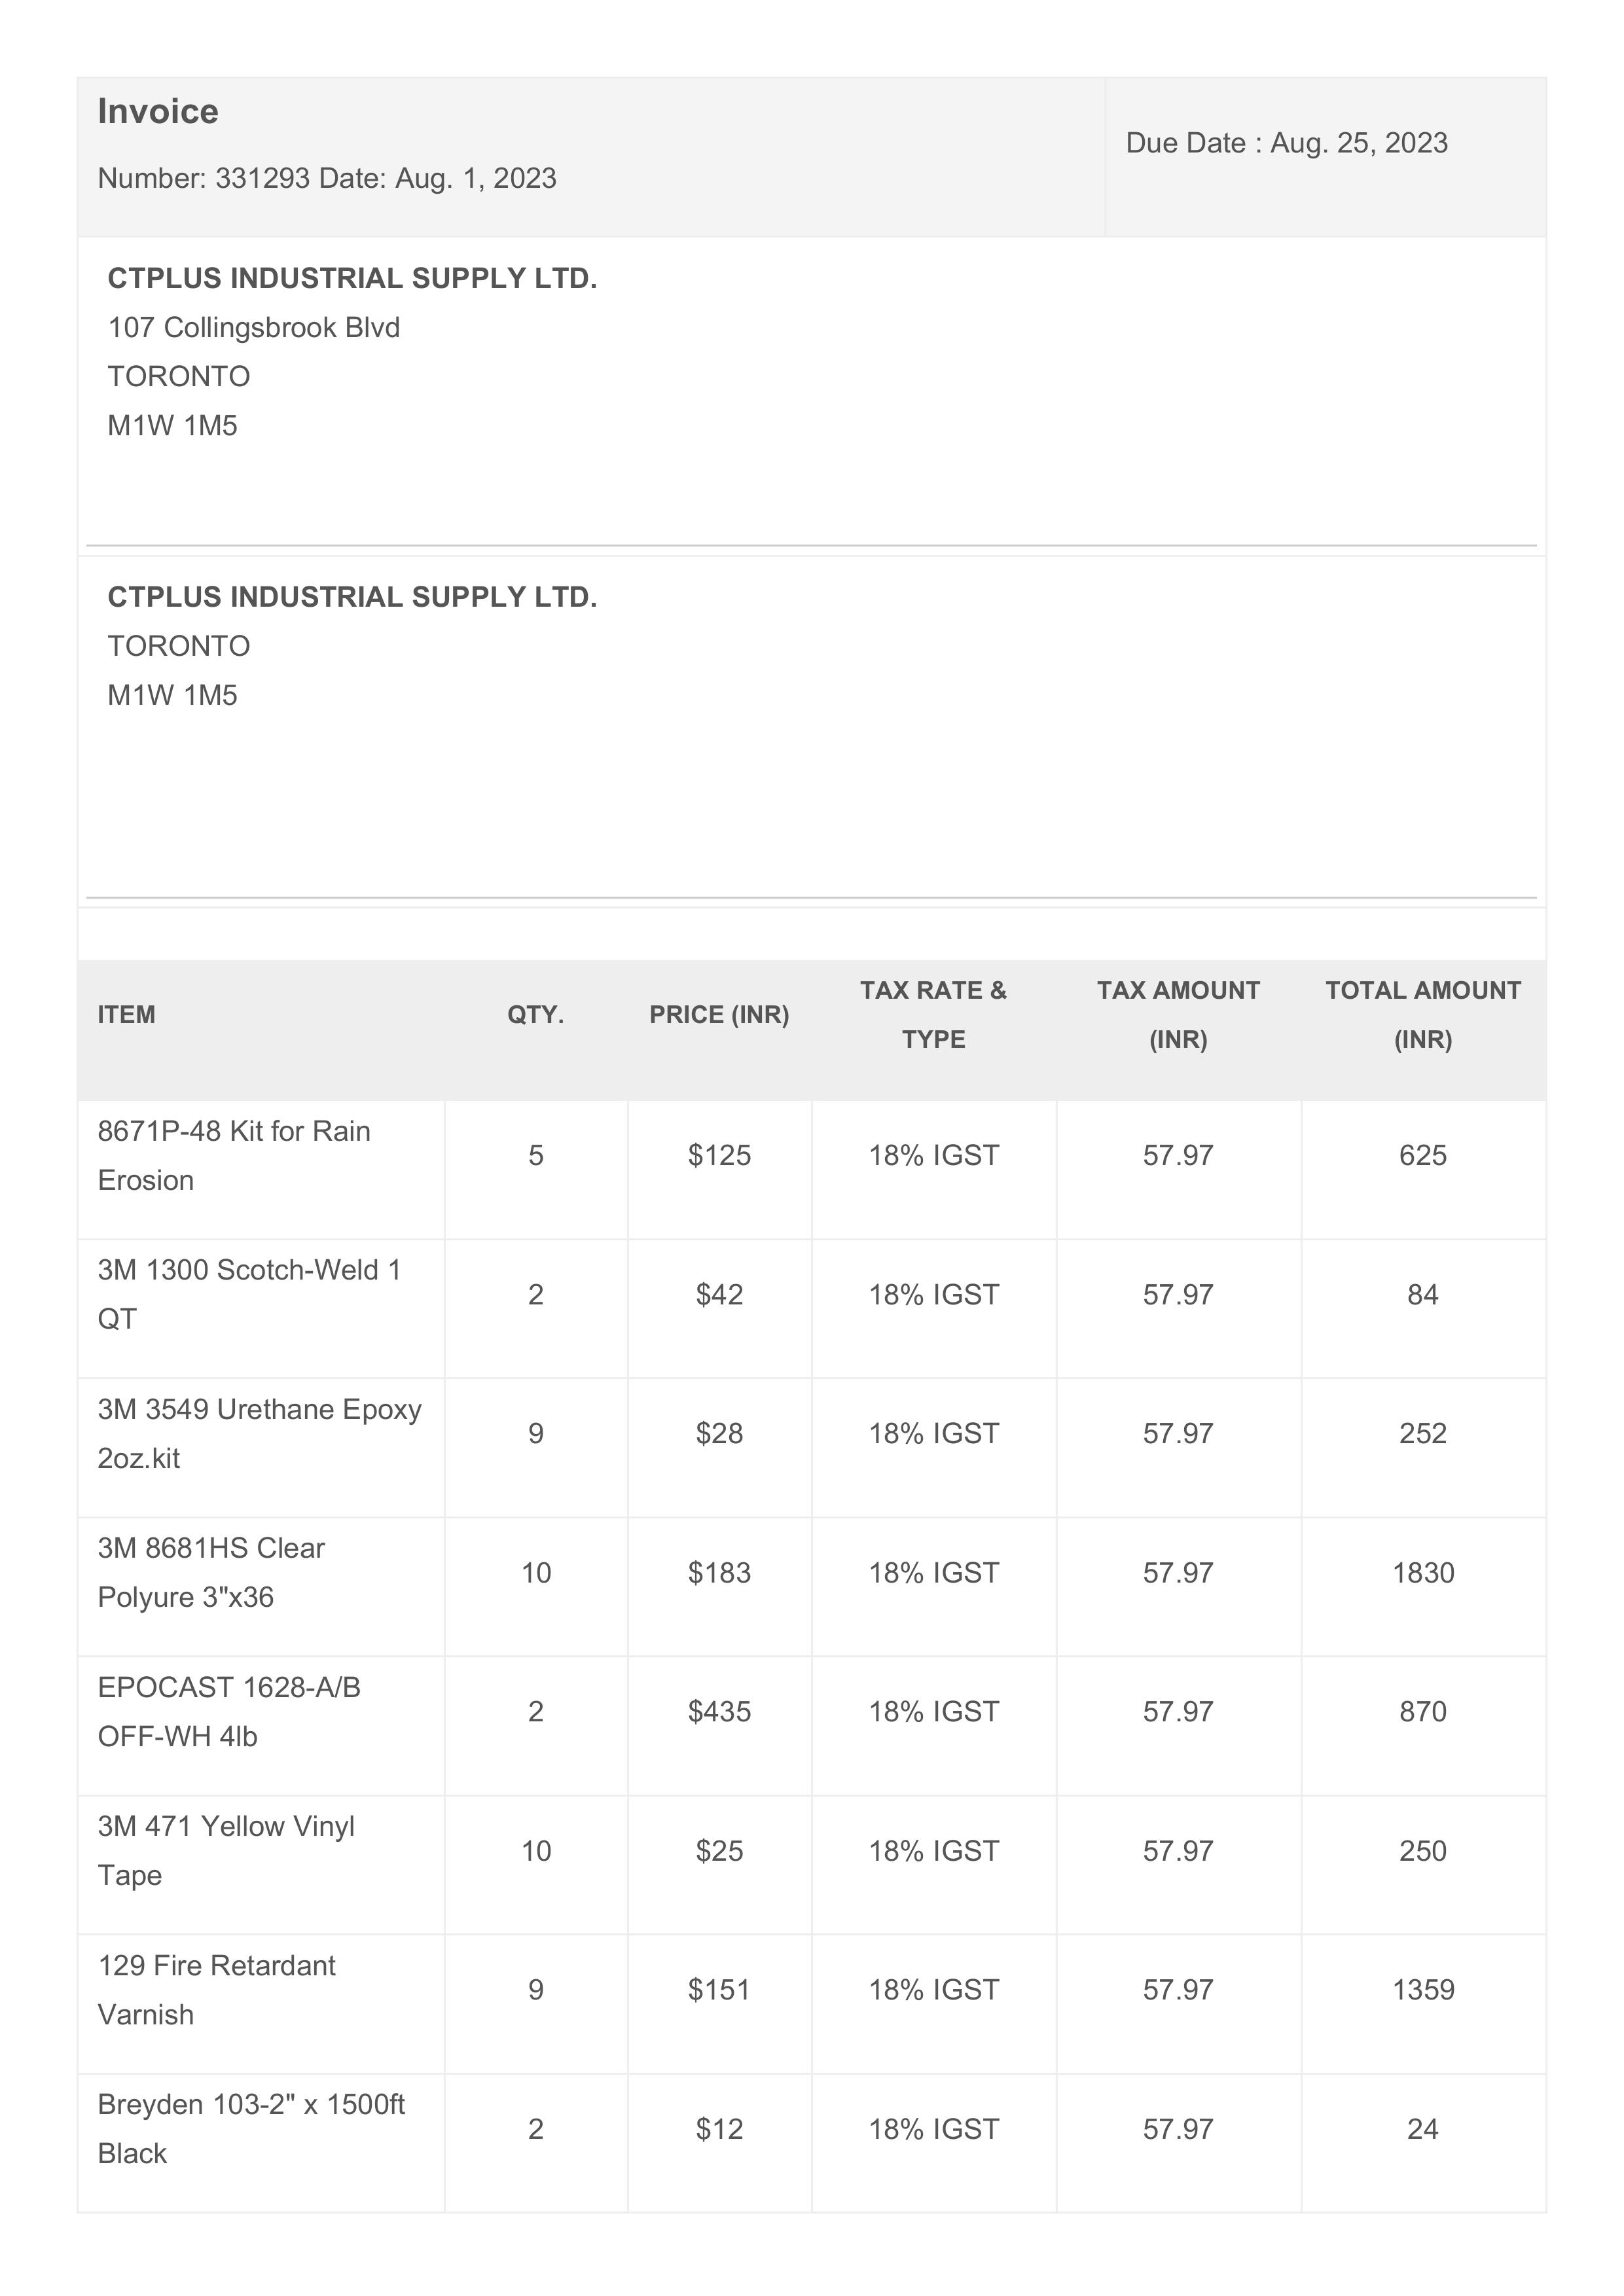 Invoice
Number: 331293 Date: Aug. 1, 2023
Due Date : Aug. 25, 2023
CTPLUS INDUSTRIAL SUPPLY LTD.
107 Collingsbrook Blvd
TORONTO
M1W 1M5
CTPLUS INDUSTRIAL SUPPLY LTD.
TORONTO
M1W 1M5
ITEM QTY. PRICE (INR) TAX RATE & TYPE TAX AMOUNT (INR) TOTAL AMOUNT (INR)
8671P-48 Kit for Rain Erosion 5 $125 18% IGST 57.97 625
3M 1300 Scotch-Weld 1 QT 2 $42 18% IGST 57.97 84
3M 3549 Urethane Epoxy 2oz.kit 9 $28 18% IGST 57.97 252
3M 8681HS Clear Polyure 3"x36 10 $183 18% IGST 57.97 1830
EPOCAST 1628-A/B OFF-WH 4lb 2 $435 18% IGST 57.97 870
3M 471 Yellow Vinyl Tape 10 $25 18% IGST 57.97 250
129 Fire Retardant Varnish 9 $151 18% IGST 57.97 1359
Breyden 103-2" x 1500ft Black 2 $12 18% IGST 57.97 24